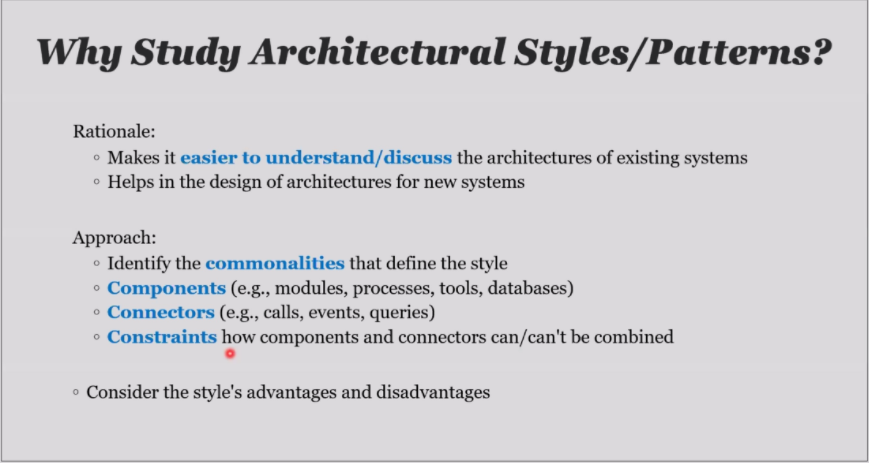 Why Study Architectural Styles/Patterns?
Rationale:
◦ Makes it easier to understand/discuss the architectures of existing systems
◦ Helps in the design of architectures for new systems
Approach:
◦ Identify the commonalities that define the style
◦ Components (e.g., modules, processes, tools, databases)
◦ Connectors (e.g., calls, events, queries)
◦ Constraints how components and connectors can/can't be combined
◦ Consider the style's advantages and disadvantages